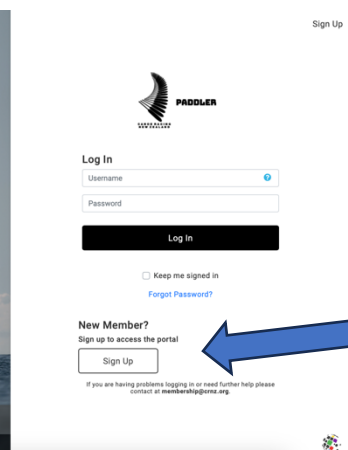 Sign Up
PADDLER
CANOE RACING
NEW ZEALAND
Log In
Username
Password
Log In
Keep me signed in
Forgot Password?
New Member?
Sign up to access the portal
Sign Up
If you are having problems logging in or need further help please
contact at membership@crnz.org.